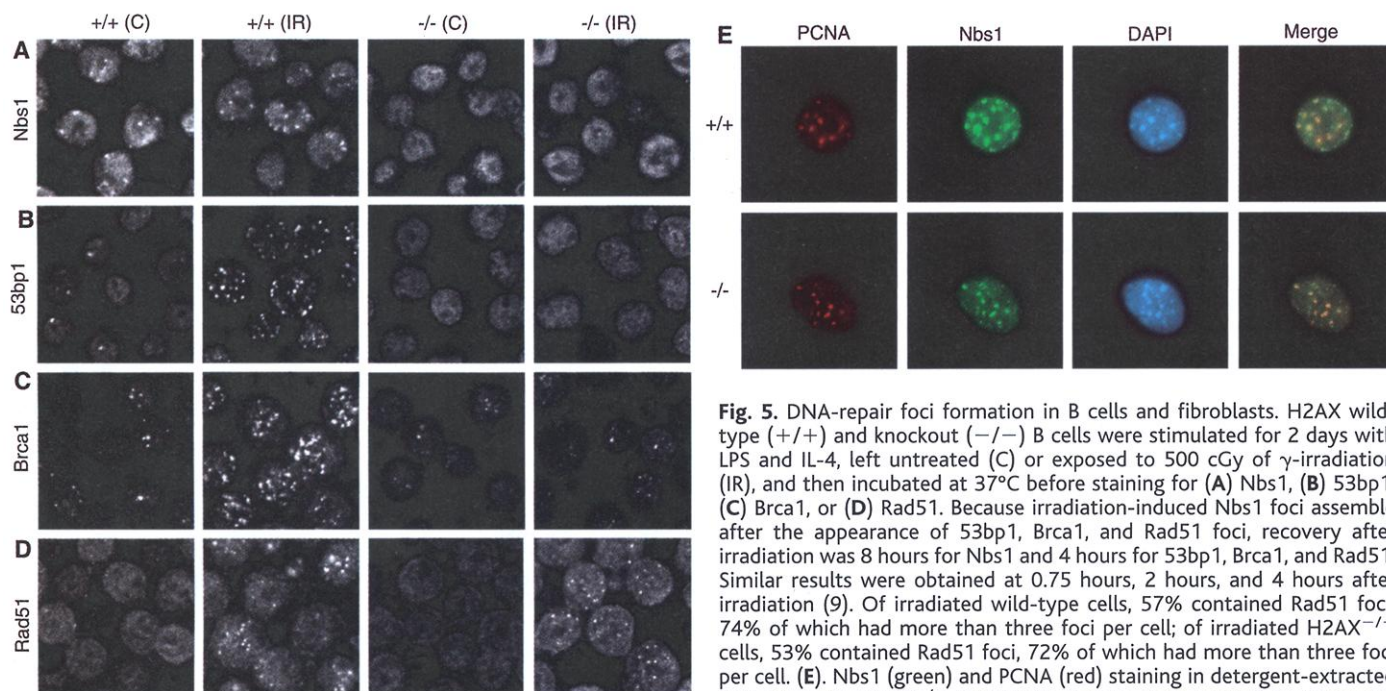 +/+ (C) +/+ (IR) -/- (C) -/- (IR)
A
Nbs1
B
53bp1
C
Brca1
D
Rad51
E PCNA Nbs1 DAPI Merge
+/+
-/-
Fig. 5. DNA-repair foci formation in B cells and fibroblasts. H2AX wild
type (+/+) and knockout (−/−) B cells were stimulated for 2 days
LPS and IL-4, left untreated (C) or exposed to 500 cGy of γ-irradiation
(IR), and then incubated at 37°C before staining for (A) Nbs1, (B) 53bp1
(C) Brca1, or (D) Rad51. Because irradiation-induced Nbs1 foci
after the appearance of 53bp1, Brca1, and Rad51 foci, recovery
irradiation was 8 hours for Nbs1 and 4 hours for 53bp1, Brca1, and Rad51
Similar results were obtained at 0.75 hours, 2 hours, and 4 hours
irradiation (9). Of irradiated wild-type cells, 57% contained Rad51
74% of which had more than three foci per cell; of irradiated H2AX−/−
cells, 53% contained Rad51 foci, 72% of which had more than three
per cell. (E). Nbs1 (green) and PCNA (red) staining in detergent-extracted